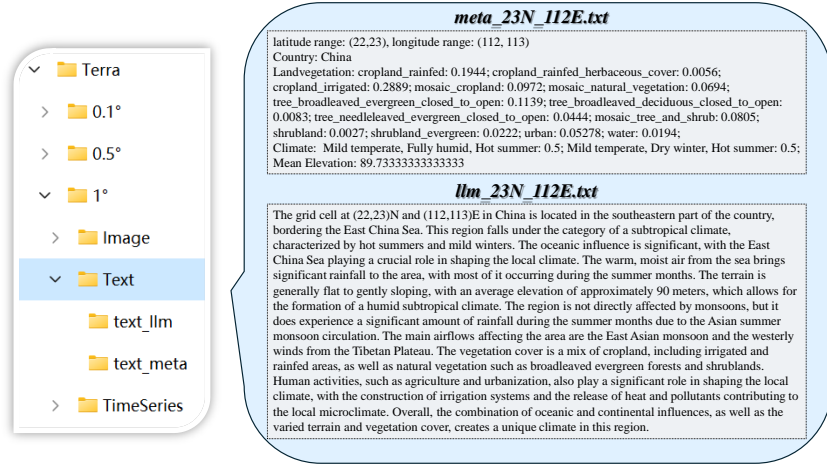 Terra
0.1°
0.5°
1°
Image
Text
text_llm
text_meta
TimeSeries
meta_23N_112E.txt
latitude range: (22,23), longitude range: (112, 113)
Country: China
Landvegetation: cropland_rainfed: 0.1944; cropland_rainfed_herbaceous_cover: 0.0056;
cropland_irrigated: 0.2889; mosaic_cropland: 0.0972; mosaic_natural_vegetation: 0.0694;
tree_broadleaved_evergreen_closed_to_open: 0.1139; tree_broadleaved_deciduous_closed_to_open:
0.0083; tree_needleleaved_evergreen_closed_to_open: 0.0444; mosaic_tree_and_shrub: 0.0805;
shrubland: 0.0027; shrubland_evergreen: 0.0222; urban: 0.05278; water: 0.0194;
Climate: Mild temperate, Fully humid, Hot summer: 0.5; Mild temperate, Dry winter, Hot summer: 0.5;
Mean Elevation: 89.73333333333333
llm_23N_112E.txt
The grid cell at (22,23)N and (112,113)E in China is located in the southeastern part of the country,
bordering the East China Sea. This region falls under the category of a subtropical climate,
characterized by hot summers and mild winters. The oceanic influence is significant, with the East
China Sea playing a crucial role in shaping the local climate. The warm, moist air from the sea brings
significant rainfall to the area, with most of it occurring during the summer months. The terrain is
generally flat to gently sloping, with an average elevation of approximately 90 meters, which allows for
the formation of a humid subtropical climate. The region is not directly affected by monsoons, but it
does experience a significant amount of rainfall during the summer months due to the Asian summer
monsoon circulation. The main airflows affecting the area are the East Asian monsoon and the westerly
winds from the Tibetan Plateau. The vegetation cover is a mix of cropland, including irrigated and
rainfed areas, as well as natural vegetation such as broadleaved evergreen forests and shrublands.
Human activities, such as agriculture and urbanization, also play a significant role in shaping the local
climate, with the construction of irrigation systems and the release of heat and pollutants contributing to
the local microclimate. Overall, the combination of oceanic and continental influences, as well as the
varied terrain and vegetation cover, creates a unique climate in this region.